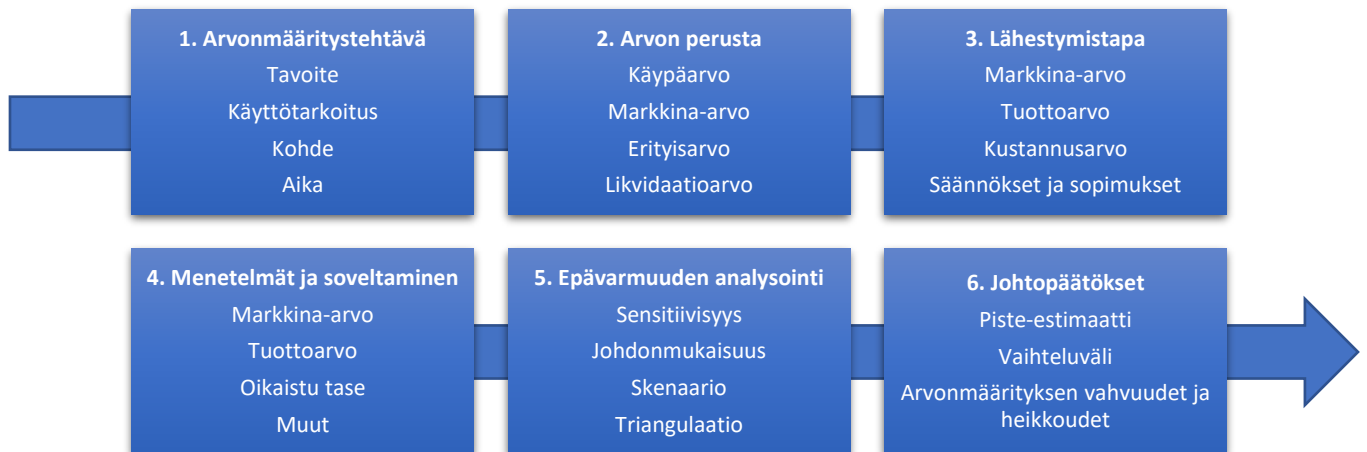 1. Arvonmääritystehtävä
Tavoite
Käyttötarkoitus
Kohde
Aika
2. Arvon perusta
Käypäarvo
Markkina-arvo
Erityisarvo
Likvidaatioarvo
3. Lähestymistapa
Markkina-arvo
Tuottoarvo
Kustannusarvo
Säännökset ja sopimukset
4. Menetelmät ja soveltaminen
Markkina-arvo
Tuottoarvo
Oikaistu tase
Muut
5. Epävarmuuden analysointi
Sensitiivisyys
Johdonmukaisuus
Skenaario
Triangulaatio
6. Johtopäätökset
Piste-estimaatti
Vaihteluväli
Arvonmäärityksen vahvuudet ja
heikkoudet